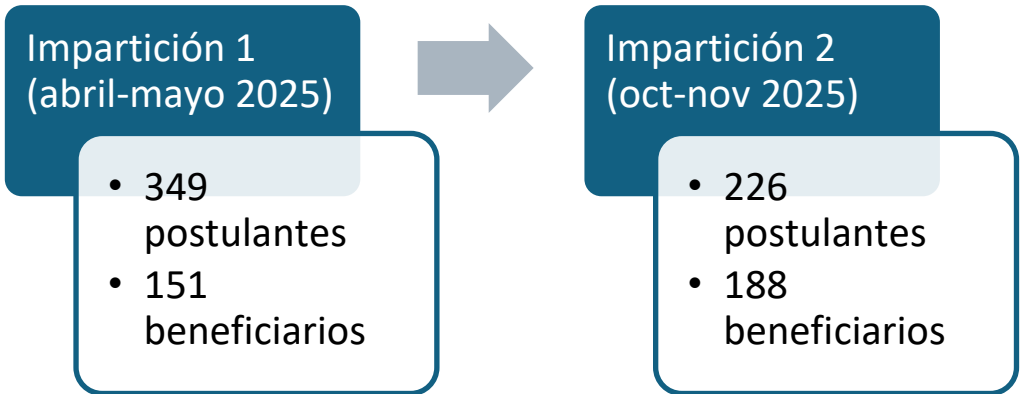 Impartición 1
(abril-mayo 2025)
• 349
postulantes
• 151
beneficiarios
Impartición 2
(oct-nov 2025)
• 226
postulantes
• 188
beneficiarios